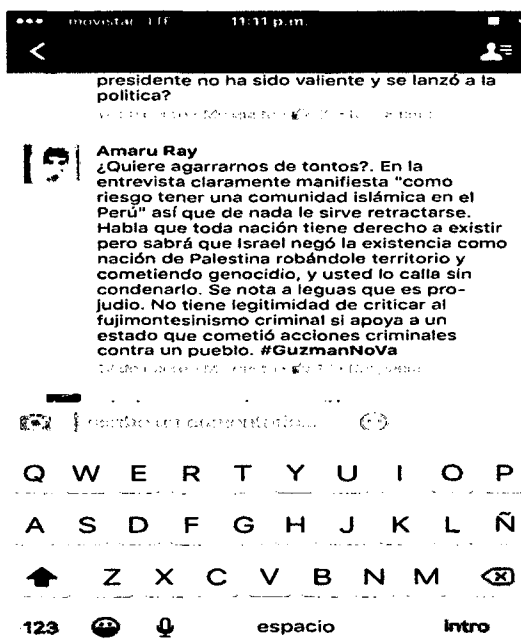 movistar LTE 11:11 p.m.
presidente no ha sido valiente y se lanzó a la
politica?
Amaru Ray
¿Quiere agarrarnos de tontos?. En la
entrevista claramente manifiesta "como
riesgo tener una comunidad islámica en el
Perú" así que de nada le sirve retractarse.
Habla que toda nación tiene derecho a existir
pero sabrá que Israel negó la existencia como
nación de Palestina robándole territorio y
cometiendo genocidio, y usted lo calla sin
condenarlo. Se nota a leguas que es pro-
judio. No tiene legitimidad de criticar al
fujimontesinismo criminal si apoya a un
estado que cometió acciones criminales
contra un pueblo. #GuzmanNoVa
Q W E R T Y U I O P
A S D F G H J K L Ñ
Z X C V B N M
123 espacio intro